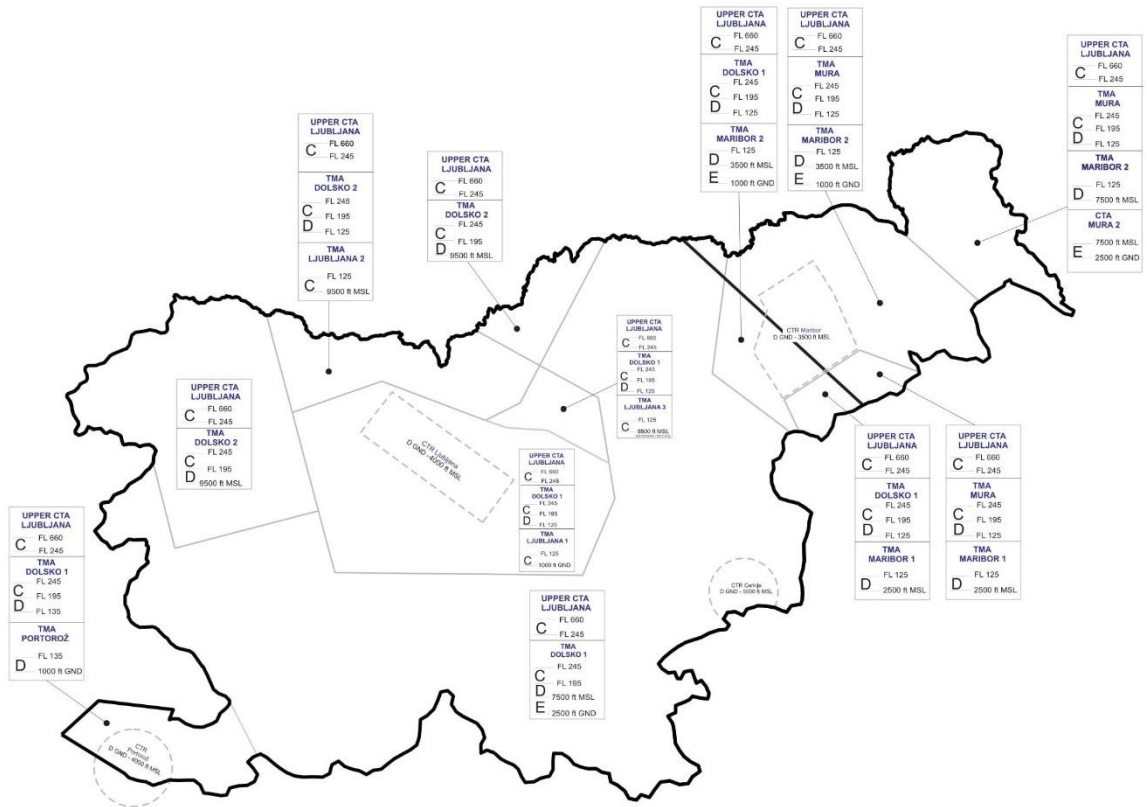 UPPER CTA
LJUBLJANA
C
FL 660
FL 245
TMA
DOLSKO 1
FL 245
C
FL 195
D
FL 125
TMA
MARIBOR 2
FL 125
D
3500 ft MSL
E
1000 ft GND
UPPER CTA
LJUBLJANA
C
FL 660
FL 245
TMA
MURA
FL 245
C
FL 195
D
FL 125
TMA
MARIBOR 2
FL 125
D
3500 ft MSL
E
1000 ft GND
UPPER CTA
LJUBLJANA
C
FL 660
FL 245
TMA
MURA
FL 245
C
FL 195
D
FL 125
TMA
MARIBOR 2
FL 125
D
7500 ft MSL
CTA
MURA 2
7500 ft MSL
E
2500 ft GND
UPPER CTA
LJUBLJANA
C
FL 660
FL 245
TMA
DOLSKO 2
FL 245
C
FL 195
D
FL 125
TMA
LJUBLJANA 2
FL 125
C
9500 ft MSL
UPPER CTA
LJUBLJANA
C
FL 660
FL 245
TMA
DOLSKO 2
FL 245
C
FL 195
D
9500 ft MSL
UPPER CTA
LJUBLJANA
C
FL 660
FL 245
TMA
DOLSKO 1
FL 245
C
FL 195
D
FL 125
TMA
LJUBLJANA 3
FL 125
C
CTR Maribor
D GND - 3500 ft MSL
UPPER CTA
LJUBLJANA
C
FL 660
FL 245
TMA
DOLSKO 2
FL 245
C
FL 195
D
9500 ft MSL
CTR Ljubljana
D GND - 4000 ft MSL
UPPER CTA
LJUBLJANA
C
FL 660
FL 245
TMA
DOLSKO 1
FL 245
C
FL 195
D
FL 125
TMA
LJUBLJANA 1
FL 125
C
1000 ft GND
UPPER CTA
LJUBLJANA
C
FL 660
FL 245
TMA
DOLSKO 1
FL 245
C
FL 195
D
FL 125
TMA
MARIBOR 1
FL 125
D
2500 ft MSL
UPPER CTA
LJUBLJANA
C
FL 660
FL 245
TMA
MURA
FL 245
C
FL 195
D
FL 125
TMA
MARIBOR 1
FL 125
D
2500 ft MSL
UPPER CTA
LJUBLJANA
C
FL 660
FL 245
TMA
DOLSKO 1
FL 245
C
FL 195
D
FL 135
TMA
PORTOROŽ
FL 135
D
1000 ft GND
CTR Cerklje
D GND - 5000 ft MSL
UPPER CTA
LJUBLJANA
C
FL 660
FL 245
TMA
DOLSKO 1
FL 245
C
FL 195
D
7500 ft MSL
E
2500 ft GND
CTR
Portorož
D GND - 4000 ft MSL